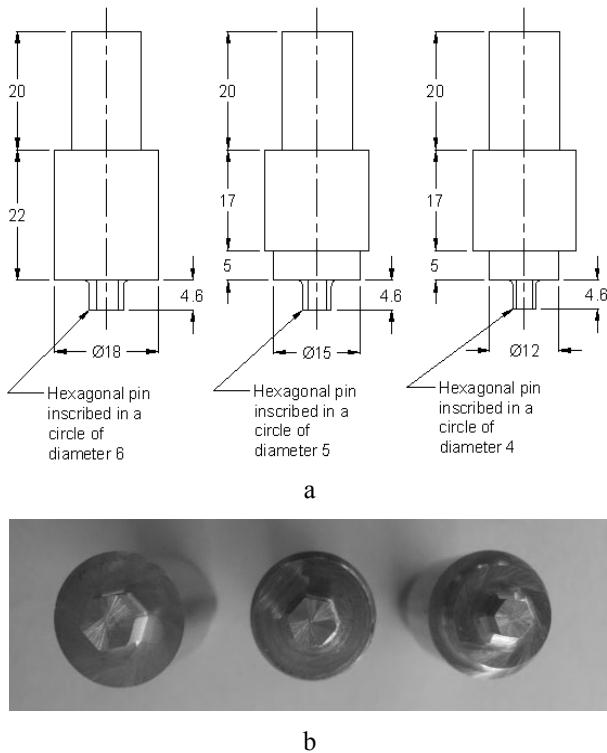 20
22
4.6
Ø18
Hexagonal pin
inscribed in a
circle of
diameter 6
20
17
5
4.6
Ø15
Hexagonal pin
inscribed in a
circle of
diameter 5
20
17
5
4.6
Ø12
Hexagonal pin
inscribed in a
circle of
diameter 4
a
b